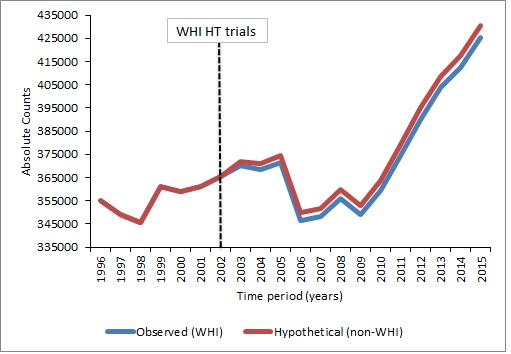 435000
425000
415000
405000
395000
385000
375000
365000
355000
345000
335000
Absolute Counts
WHI HT trials
1996 1997 1998 1999 2000 2001 2002 2003 2004 2005 2006 2007 2008 2009 2010 2011 2012 2013 2014 2015
Time period (years)
Observed (WHI) Hypothetical (non-WHI)